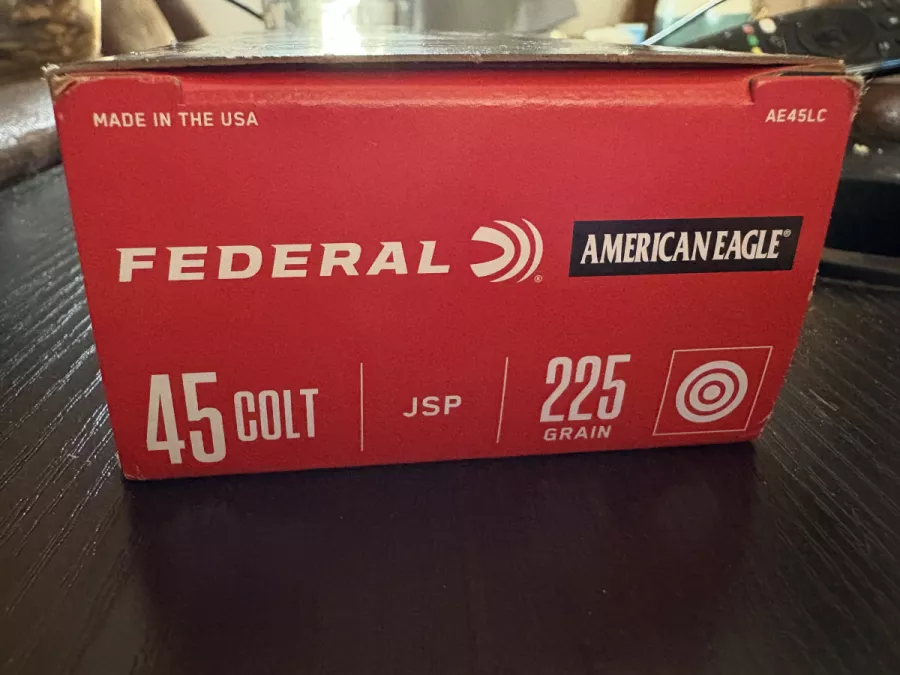 MADE IN THE USA
AE45LC
FEDERAL® AMERICAN EAGLE®
45 COLT
JSP
225
GRAIN